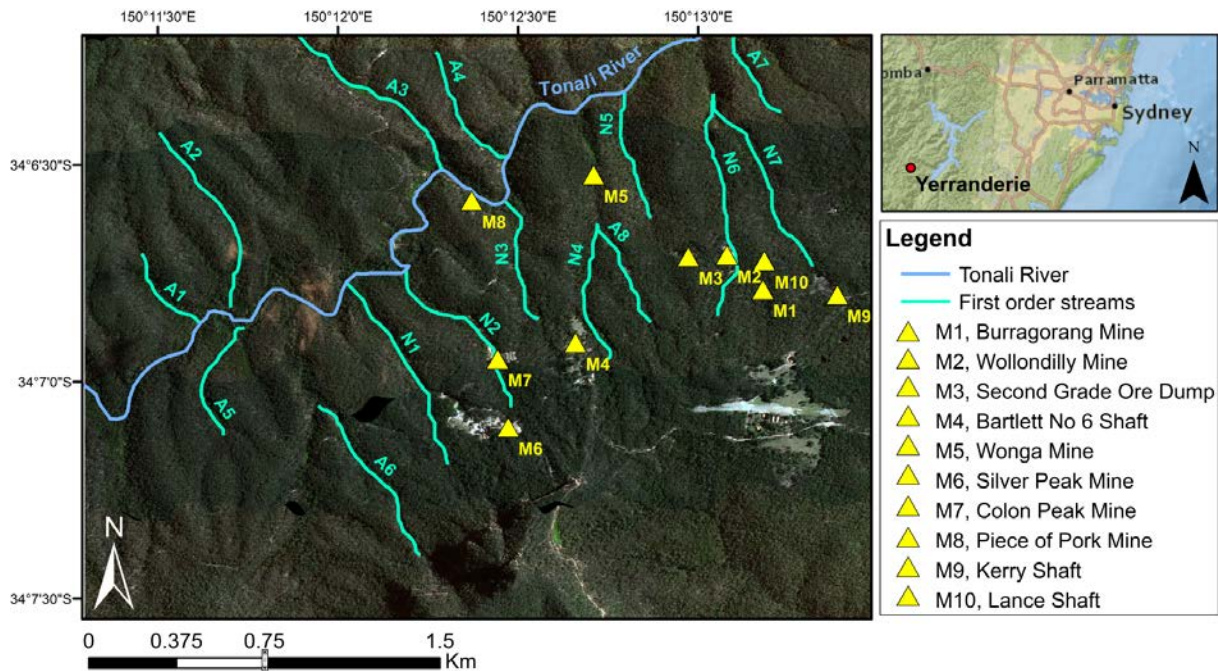 150°11'30"E
150°12'0"E
150°12'30"E
150°13'0"E
34°6'30"S
34°7'0"S
34°7'30"S
A3
A4
Tonali River
A7
A2
N5
N6
N7
M5
M8
A1
N3
N4
A8
M3
M2
M10
M1
M9
N1
N2
M7
M4
A5
A6
M6
N
0
0.375
0.75
1.5
Km
omba
Parramatta
Sydney
Yerranderie
N
Legend
Tonali River
First order streams
M1, Burragorang Mine
M2, Wollondilly Mine
M3, Second Grade Ore Dump
M4, Bartlett No 6 Shaft
M5, Wonga Mine
M6, Silver Peak Mine
M7, Colon Peak Mine
M8, Piece of Pork Mine
M9, Kerry Shaft
M10, Lance Shaft